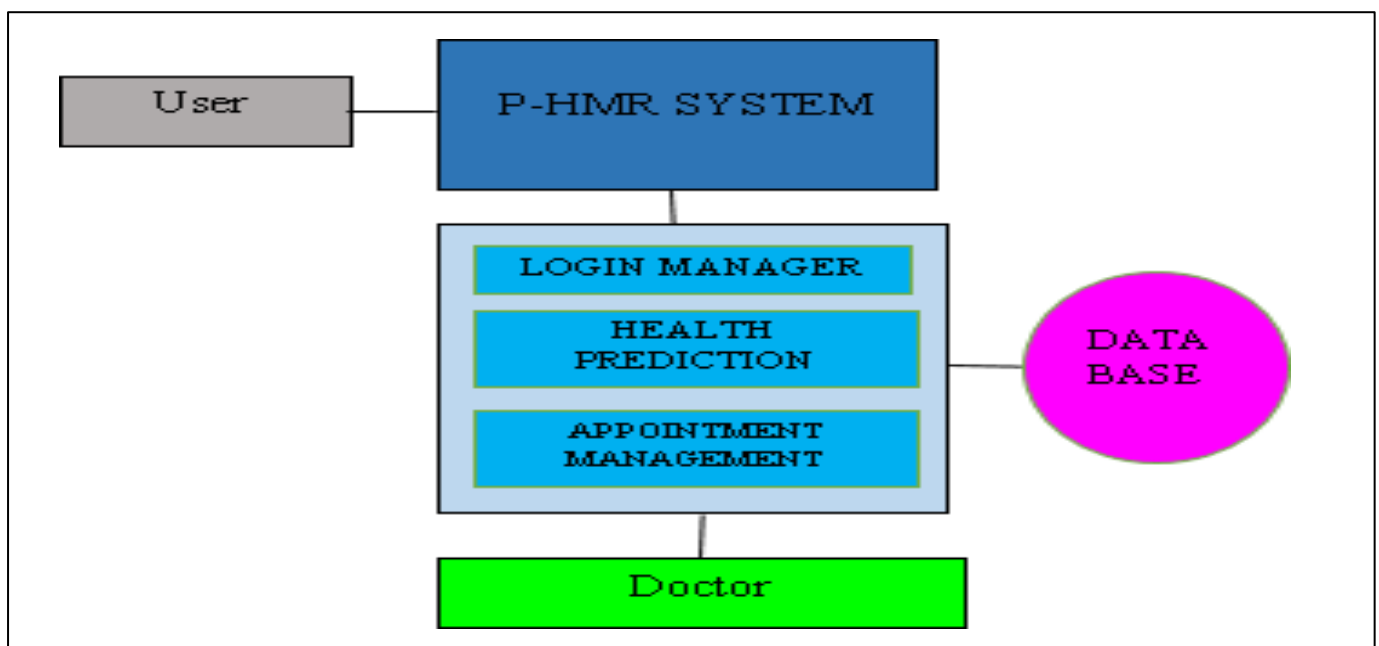 User
P-HMR SYSTEM
LOGIN MANAGER
HEALTH
PREDICTION
APPOINTMENT
MANAGEMENT
DATA
BASE
Doctor